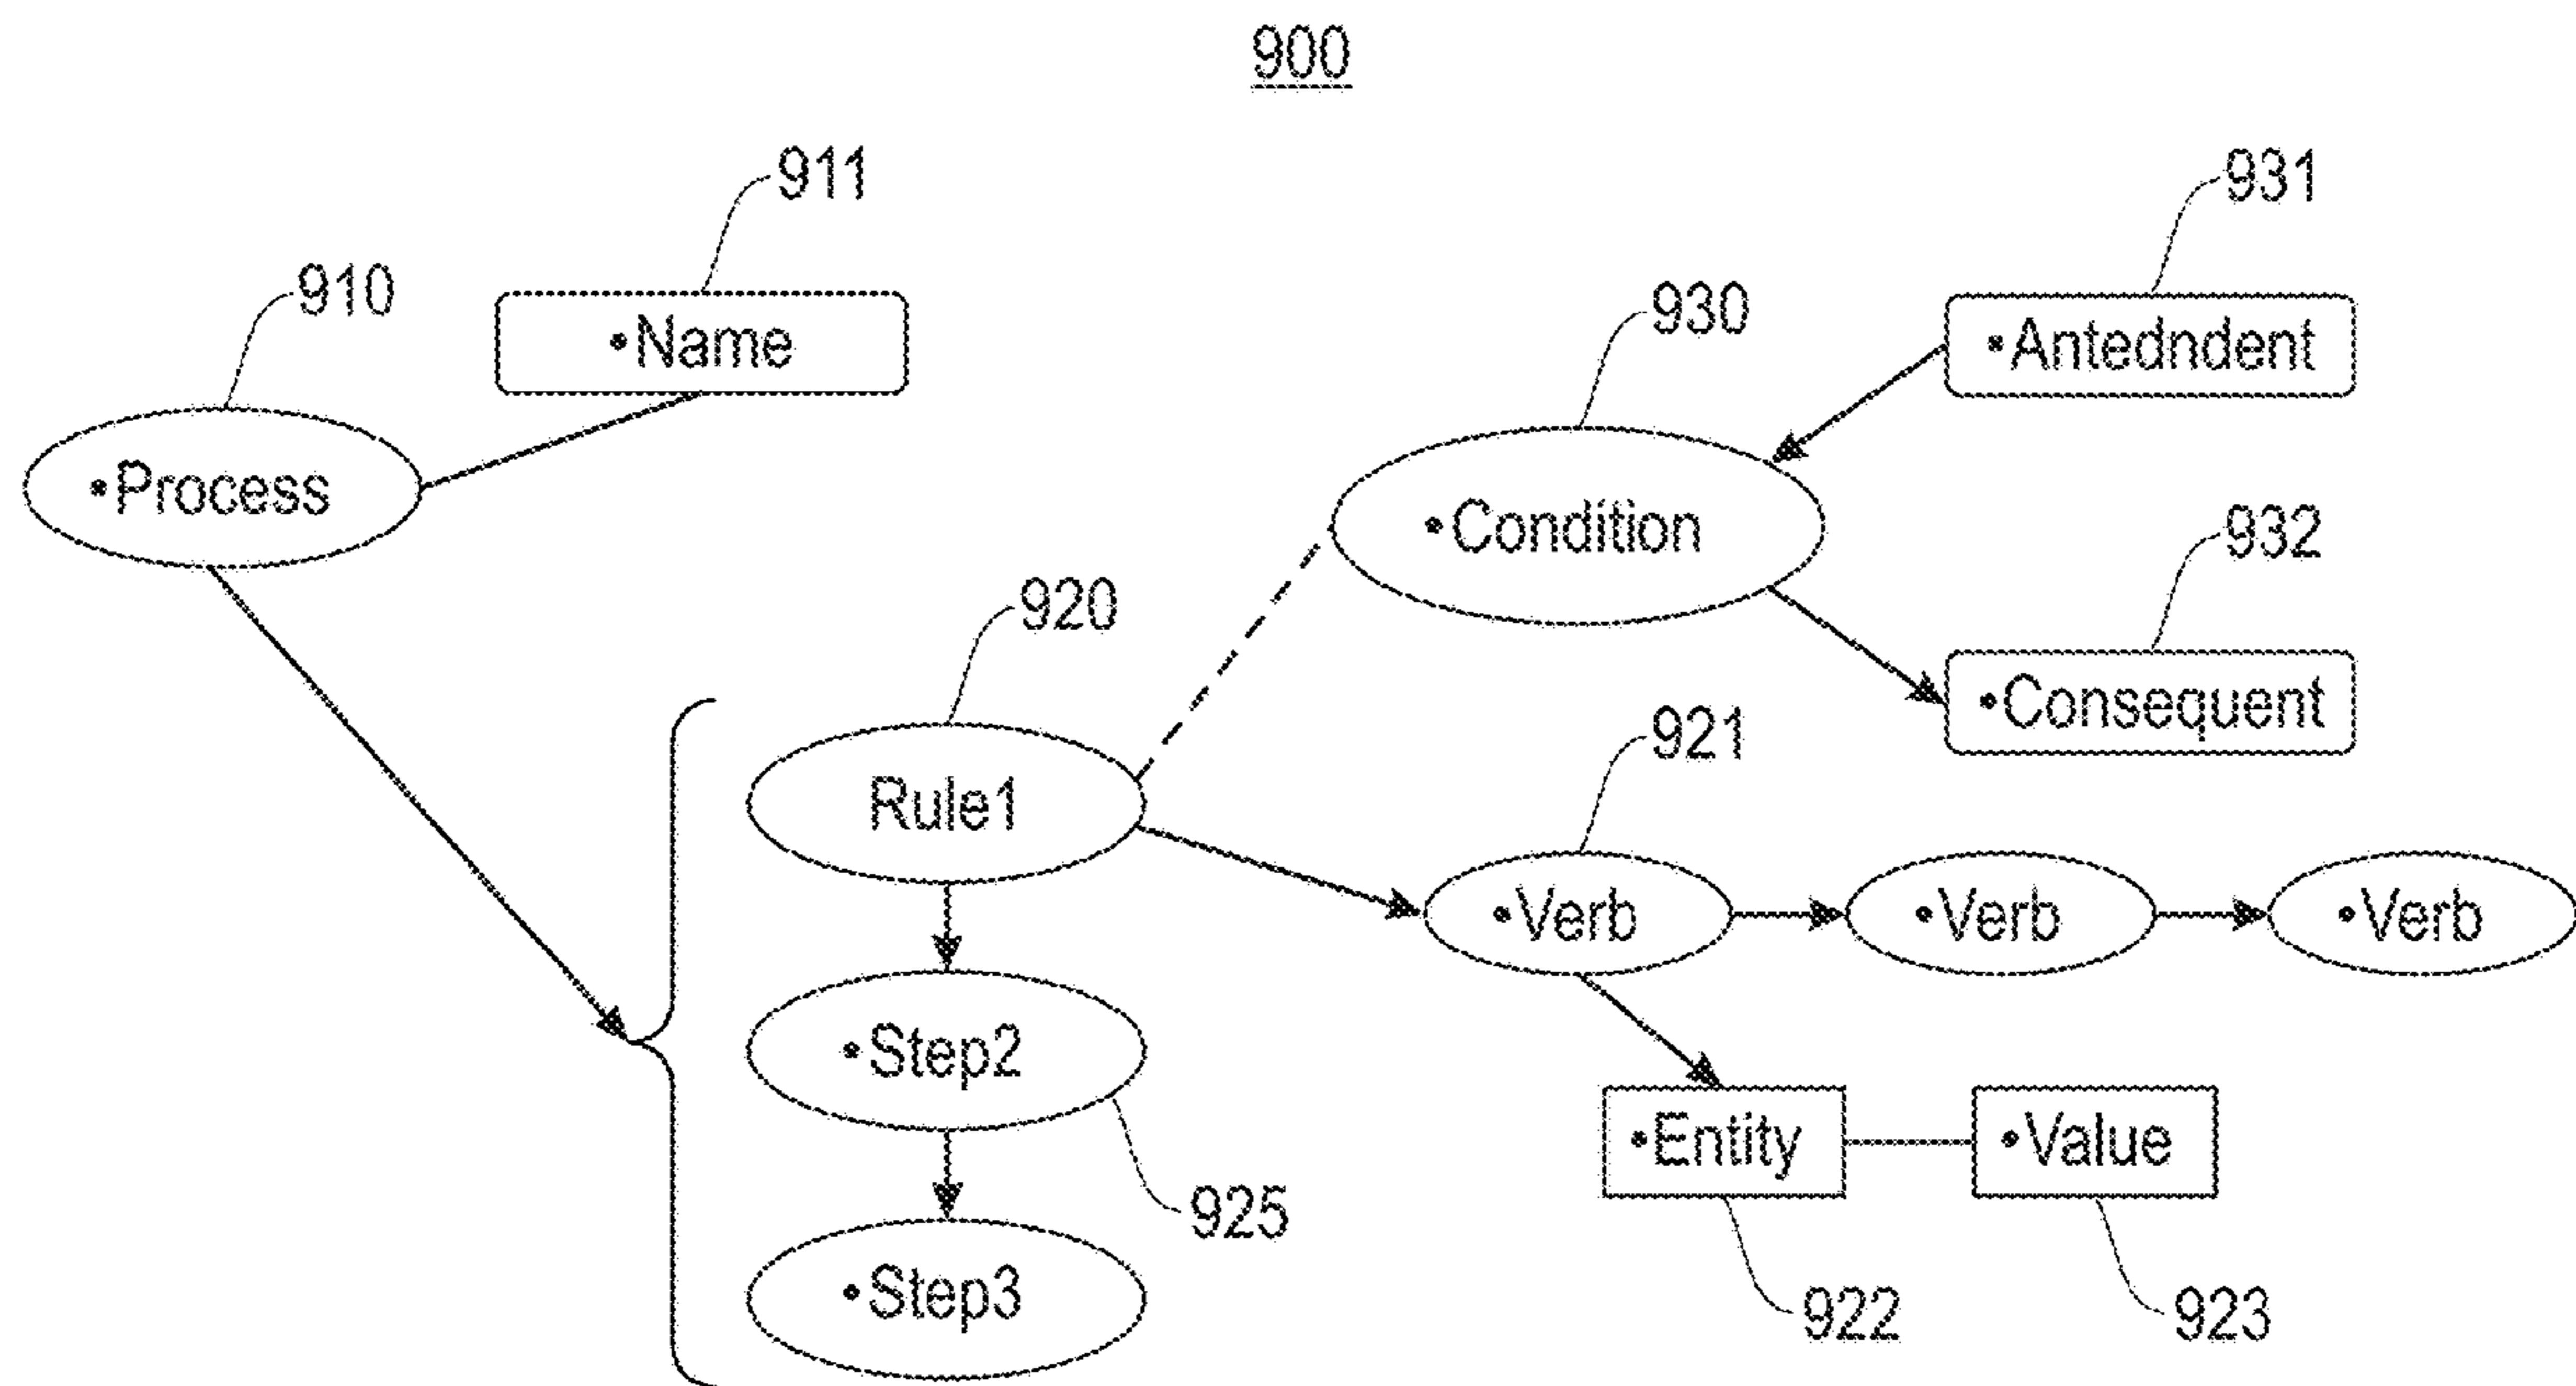 900
911
931
910
•Name
930
•Antedndent
•Process
•Condition
932
920
•Consequent
921
Rule1
•Verb
•Verb
•Verb
•Step2
•Entity
•Value
925
•Step3
922
923